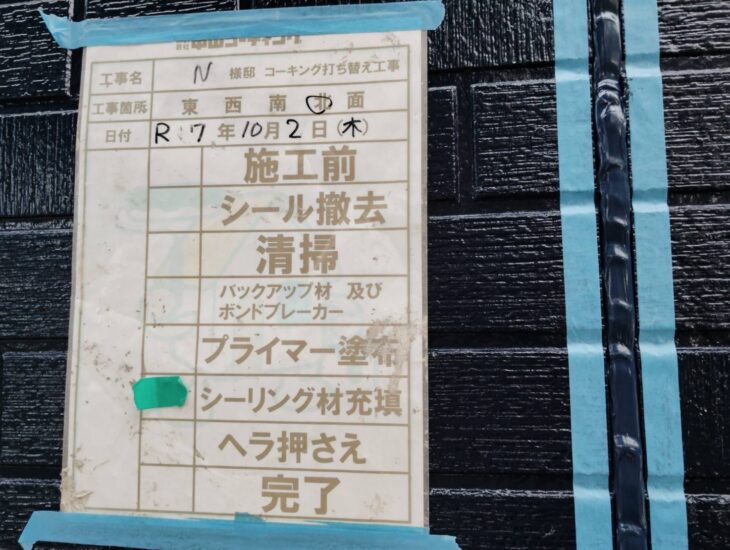 工事名 N 様邸 コーキング打ち替え工事
工事箇所 東 西 南 北 面
日付 R 7 年 10 月 2 日 (木)
施工前
シール撤去
清掃
バックアップ材 及び
ボンドブレーカー
プライマー塗布
シーリング材充填
ヘラ押さえ
完了